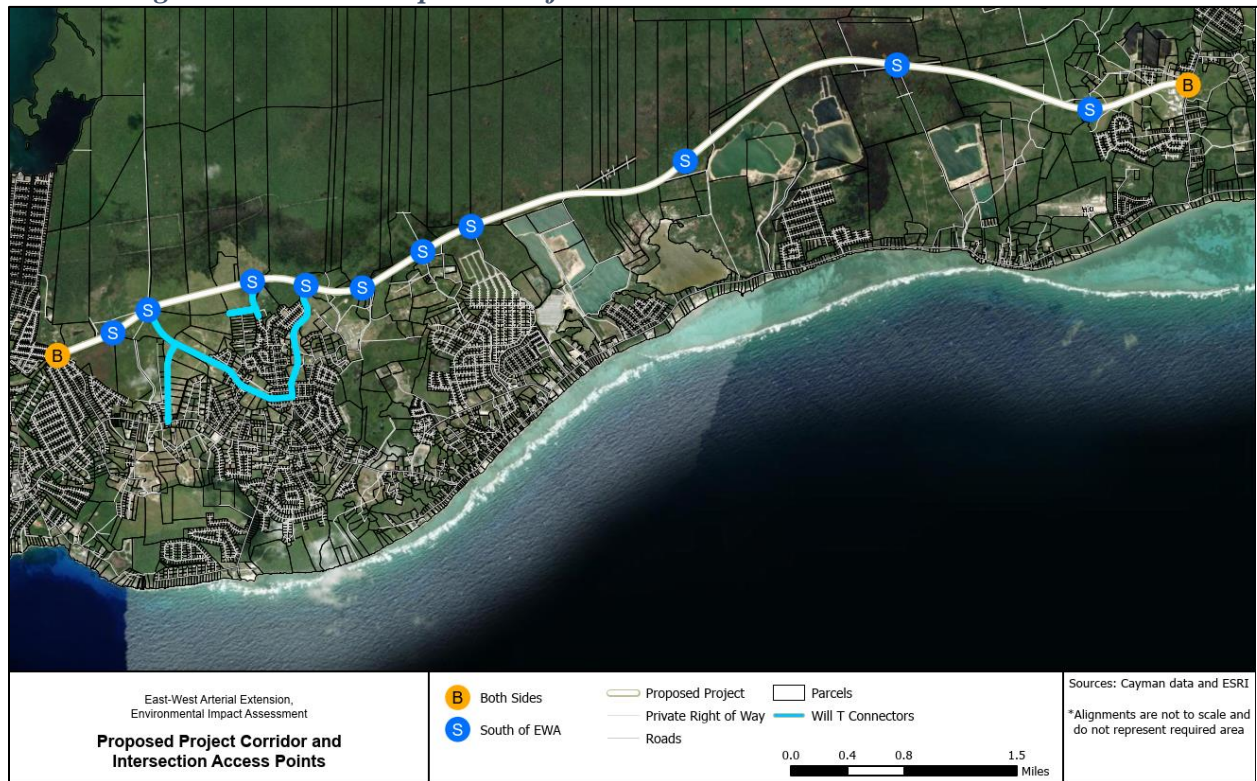 S
B
S
S
S
S
S
S
S
S
S
B
East-West Arterial Extension,
Environmental Impact Assessment
Proposed Project Corridor and
Intersection Access Points
B Both Sides
S South of EWA
Proposed Project
Private Right of Way
Roads
Parcels
Will T Connectors
0.0 0.4 0.8 1.5
Miles
Sources: Cayman data and ESRI
*Alignments are not to scale and
do not represent required area